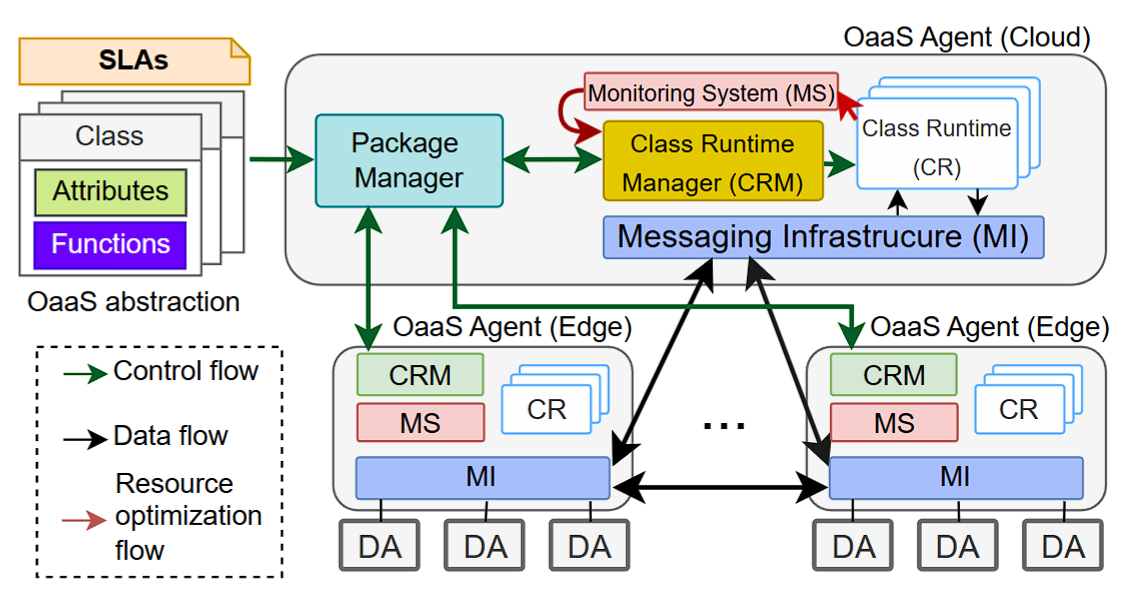 OaaS Agent (Cloud)
SLAs
Class
Attributes
Functions
OaaS abstraction
Package
Manager
Monitoring System (MS)
Class Runtime
Manager (CRM)
Class Runtime
(CR)
Messaging Infrastrucure (MI)
Control flow
Data flow
Resource
optimization
flow
OaaS Agent (Edge)
CRM
MS
CR
MI
DA
DA
DA
...
OaaS Agent (Edge)
CRM
MS
CR
MI
DA
DA
DA